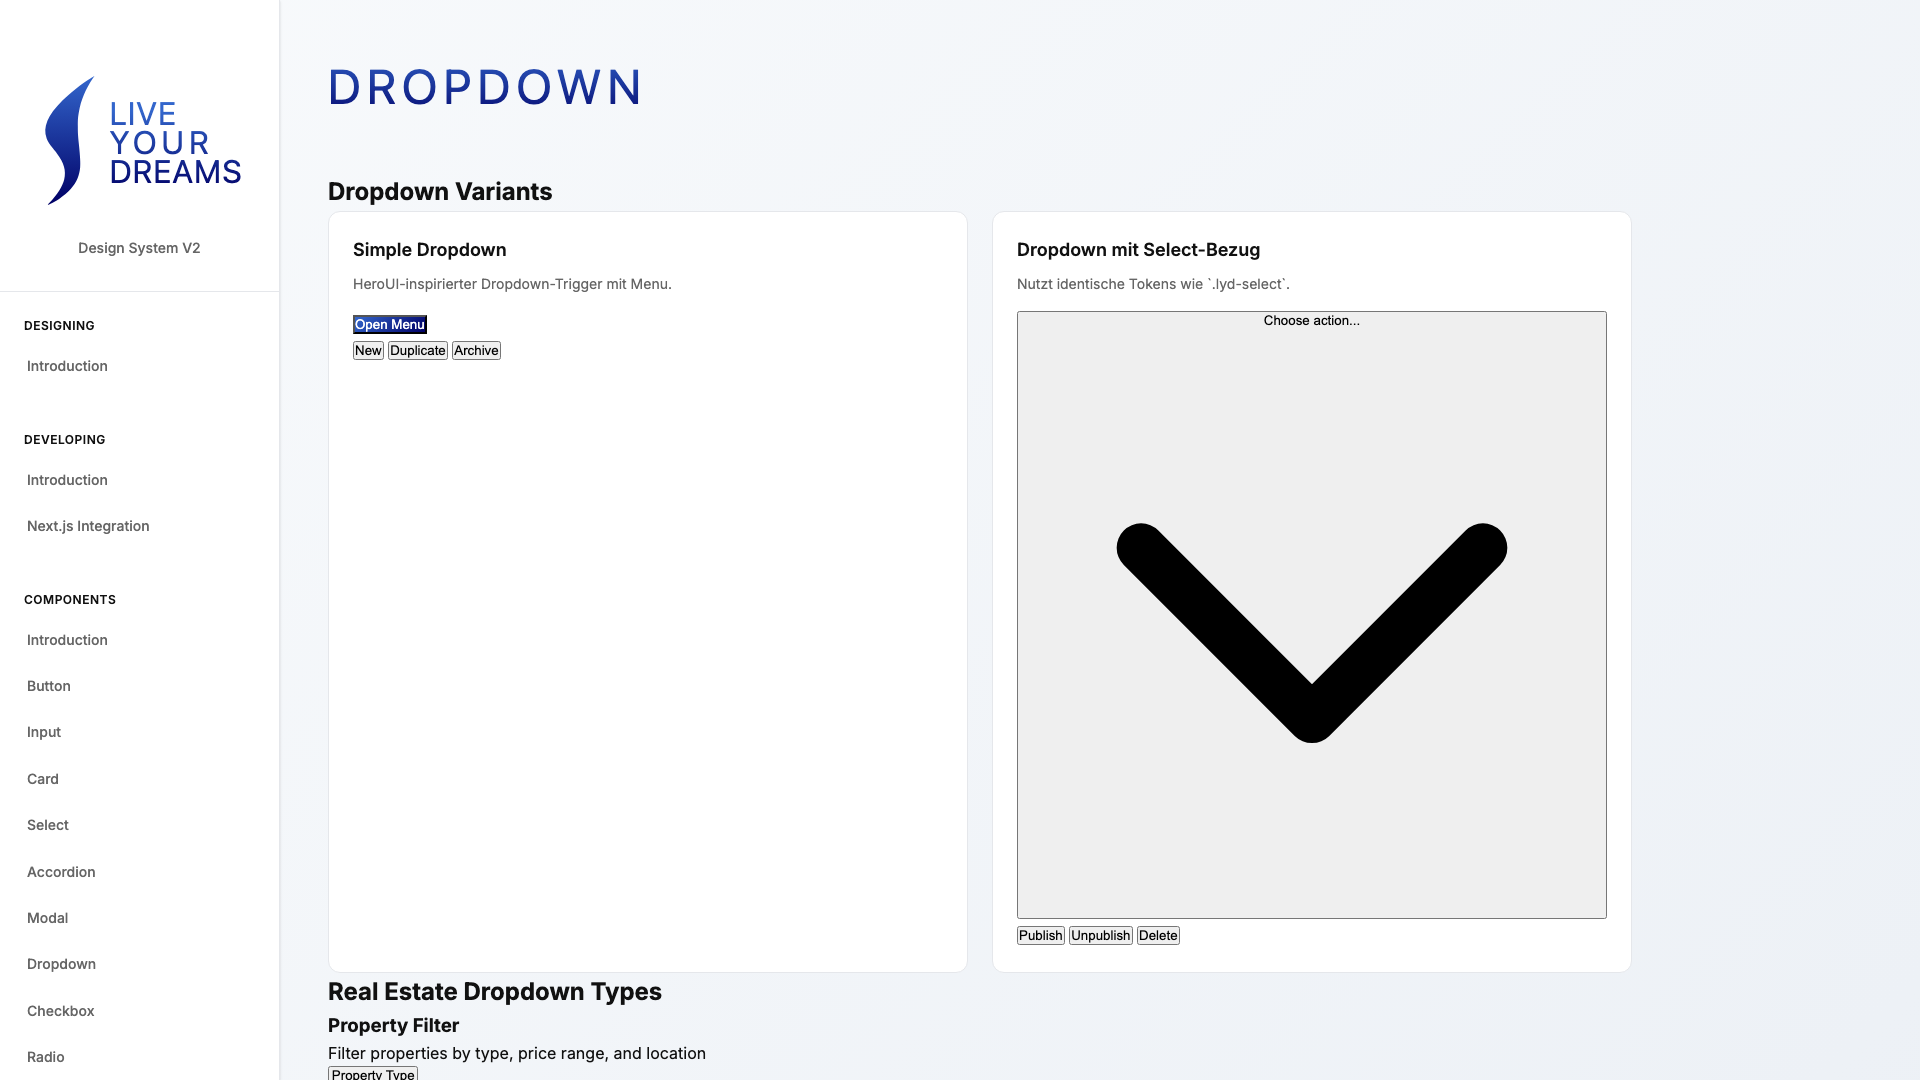 LIVE
YOUR
DREAMS
Design System V2
DESIGNING
Introduction
DEVELOPING
Introduction
Next.js Integration
COMPONENTS
Introduction
Button
Input
Card
Select
Accordion
Modal
Dropdown
Checkbox
Radio
DROPDOWN
Dropdown Variants
Simple Dropdown
HeroUI-inspirierter Dropdown-Trigger mit Menu.
Open Menu
New Duplicate Archive
Dropdown mit Select-Bezug
Nutzt identische Tokens wie `.lyd-select`.
Choose action...
Publish Unpublish Delete
Real Estate Dropdown Types
Property Filter
Filter properties by type, price range, and location
Property Type